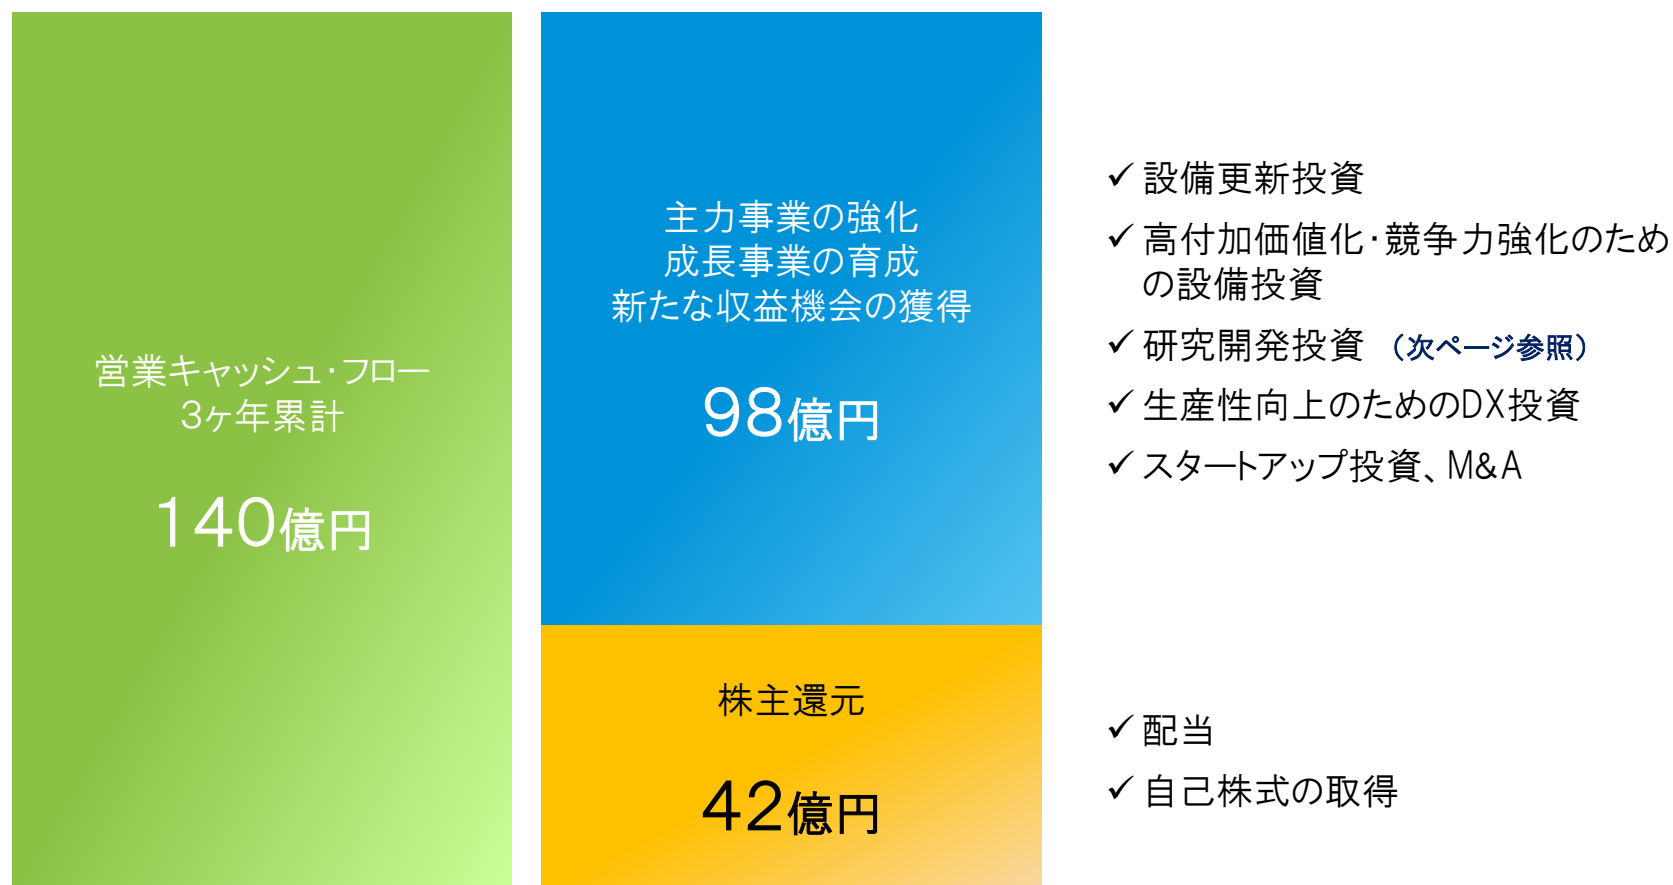 営業キャッシュ・フロー
3ヶ年累計
140億円
主力事業の強化
成長事業の育成
新たな収益機会の獲得
98億円
株主還元
42億円
✓設備更新投資
✓高付加価値化・競争力強化のため
の設備投資
✓研究開発投資 （次ページ参照）
✓生産性向上のためのDX投資
✓スタートアップ投資、M&A
✓配当
✓自己株式の取得